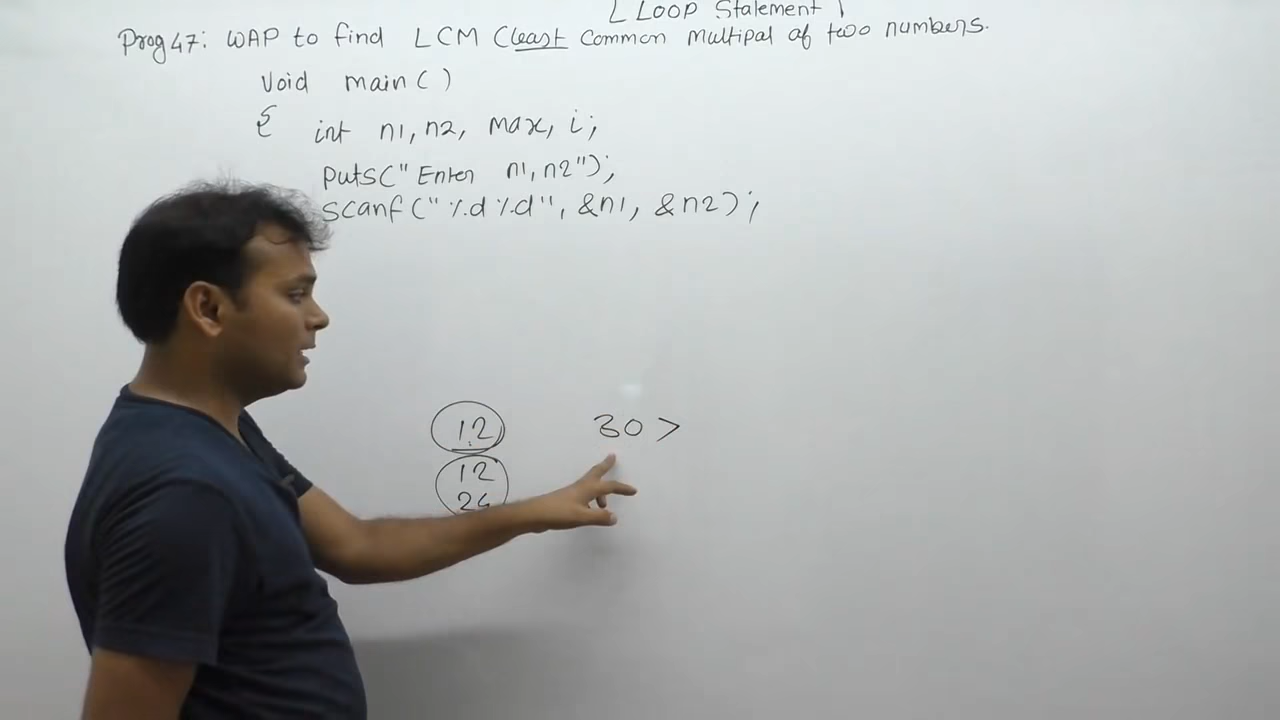 [ Loop Statement ]
Prog 47: WAP to find LCM (Least Common Multipal of two numbers.
Void main()
{ int n1, n2, max, i;
puts("Enter n1, n2");
scanf("%d %d", &n1, &n2);
12 30 >
12
24